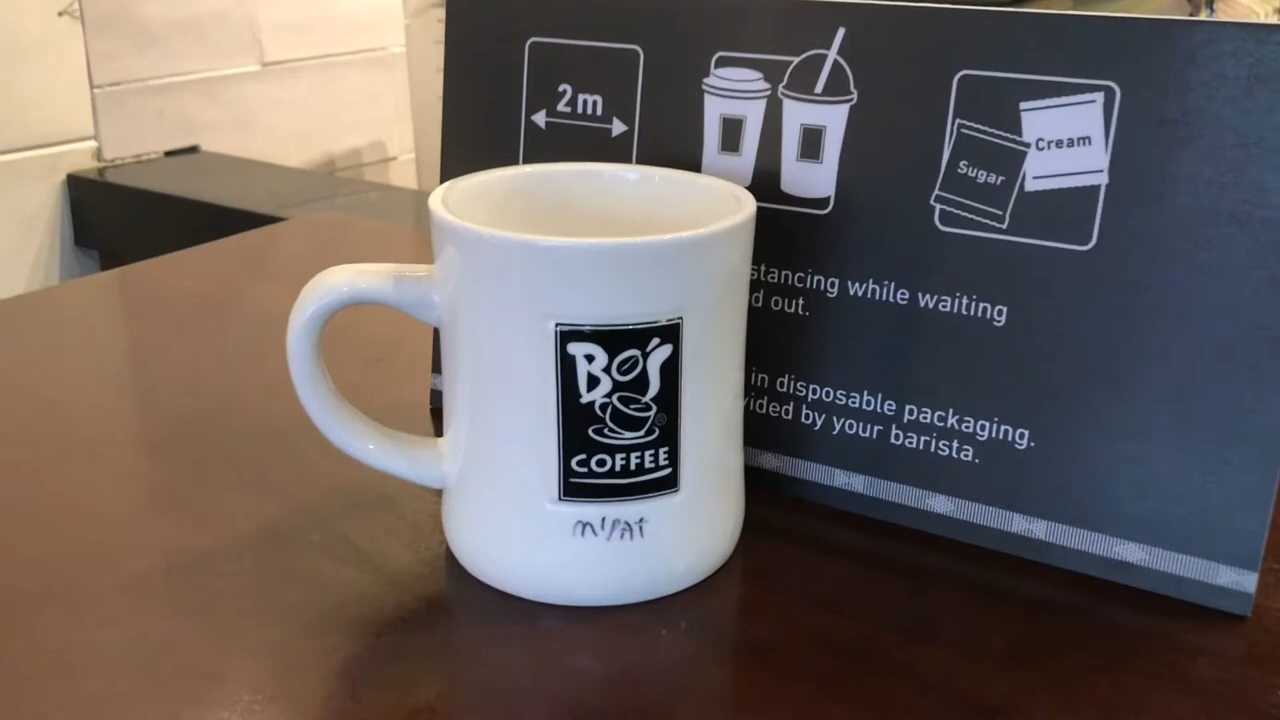 2m
Sugar
Cream
stancing while waiting
d out.
in disposable packaging.
vided by your barista.
BO'S
®
COFFEE